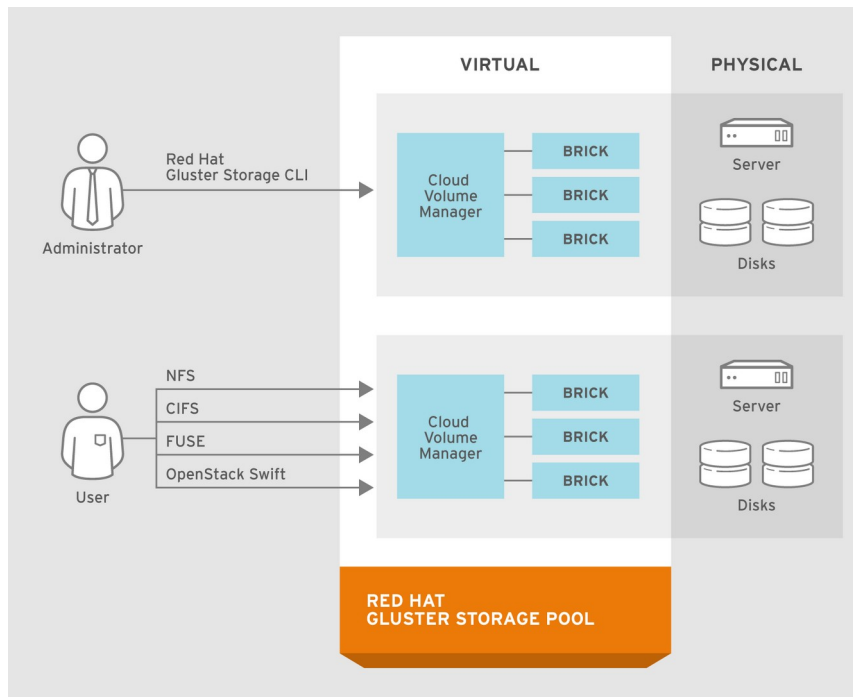 VIRTUAL
PHYSICAL
Red Hat
Gluster Storage CLI
Administrator
Cloud
Volume
Manager
BRICK
BRICK
BRICK
Server
Disks
NFS
CIFS
FUSE
OpenStack Swift
User
Cloud
Volume
Manager
BRICK
BRICK
BRICK
Server
Disks
RED HAT
GLUSTER STORAGE POOL